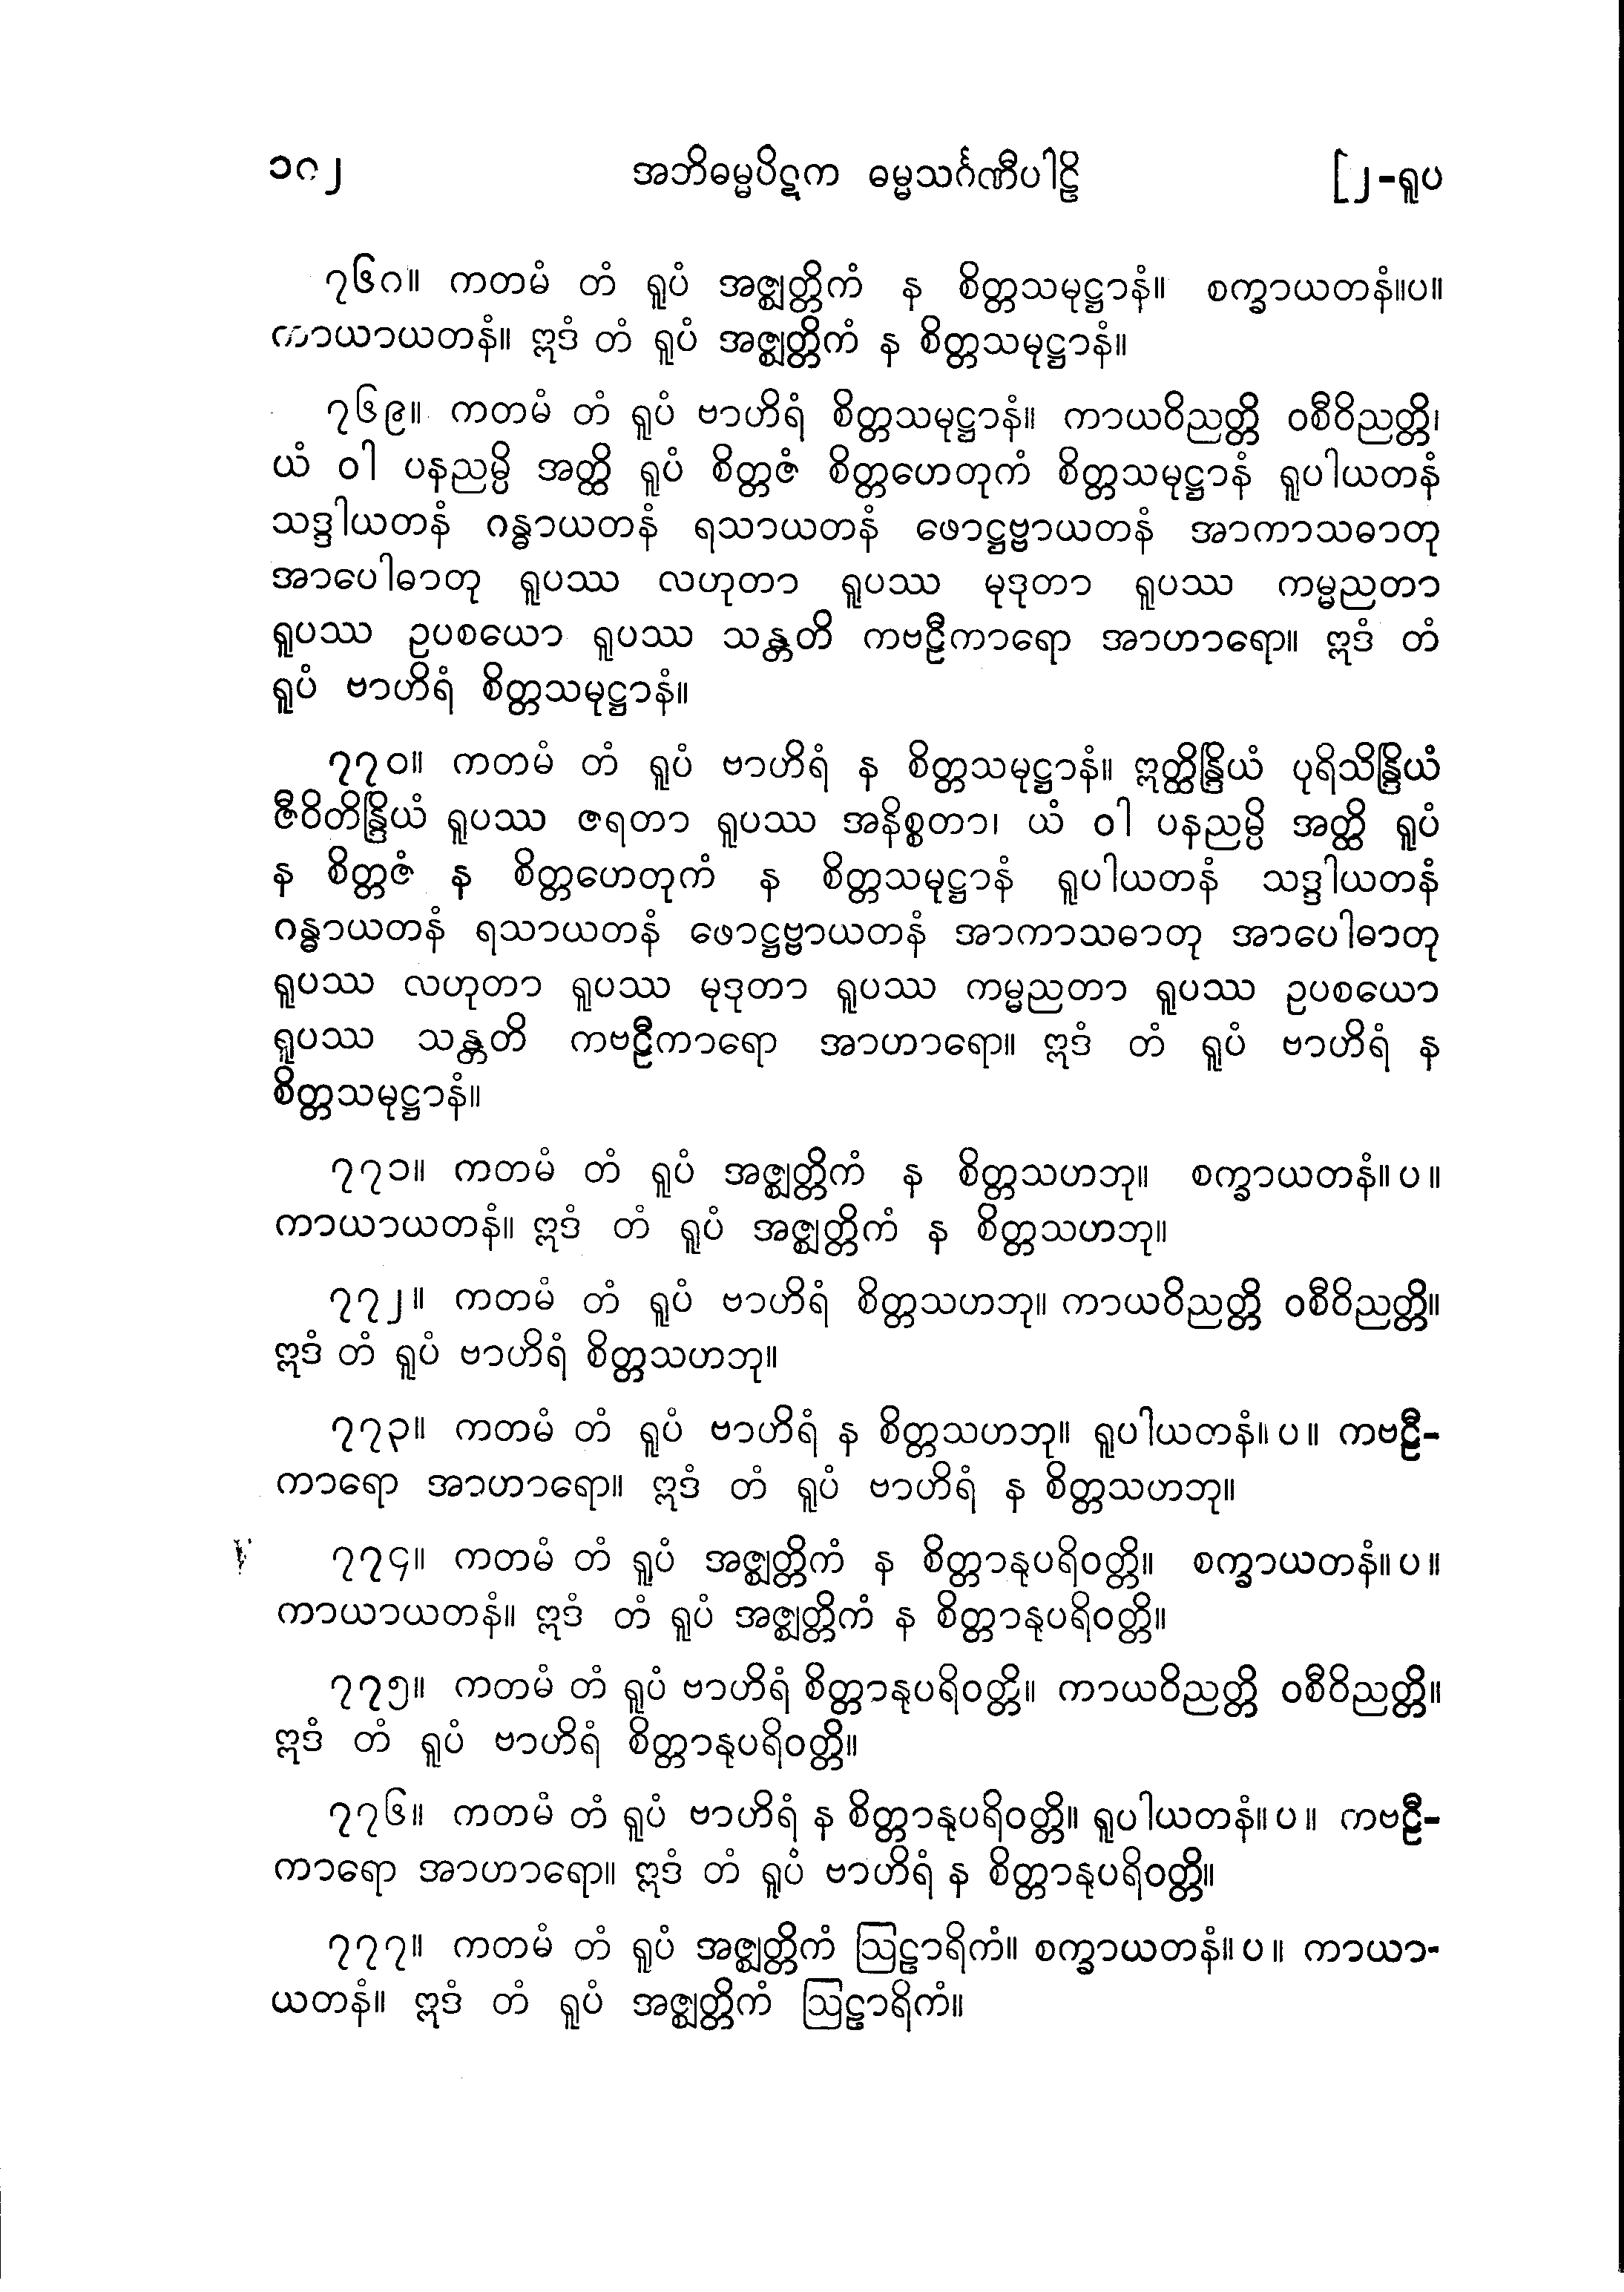 ၁၈၂ အဘိဓမ္မပိဋက ဓမ္မသင်္ဂဏီပါဠိ [၂-ရူပ
၇၆၈။ ကတမံ တံ ရူပံ အဇ္ဈတ္တိကံ န စိတ္တသမုဋ္ဌာနံ။ စက္ခာယတနံ။ပ။
ကာယာယတနံ။ ဣဒံ တံ ရူပံ အဇ္ဈတ္တိကံ န စိတ္တသမုဋ္ဌာနံ။
၇၆၉။ ကတမံ တံ ရူပံ ဗာဟိရံ စိတ္တသမုဋ္ဌာနံ။ ကာယဝိညတ္တိ ဝစီဝိညတ္တိ၊
ယံ ဝါ ပနညမ္ပိ အတ္ထိ ရူပံ စိတ္တဇံ စိတ္တဟေတုကံ စိတ္တသမုဋ္ဌာနံ ရူပါယတနံ
သဒ္ဒါယတနံ ဂန္ဓာယတနံ ရသာယတနံ ဖောဋ္ဌဗ္ဗာယတနံ အာကာသဓာတု
အာပေါဓာတု ရူပဿ လဟုတာ ရူပဿ မုဒုတာ ရူပဿ ကမ္မညတာ
ရူပဿ ဥပစယော ရူပဿ သန္တတိ ကဗဠီကာရော အာဟာရော။ ဣဒံ တံ
ရူပံ ဗာဟိရံ စိတ္တသမုဋ္ဌာနံ။
၇၇၀။ ကတမံ တံ ရူပံ ဗာဟိရံ န စိတ္တသမုဋ္ဌာနံ။ ဣတ္ထိန္ဒြိယံ ပုရိသိန္ဒြိယံ
ဇီဝိတိန္ဒြိယံ ရူပဿ ဇရတာ ရူပဿ အနိစ္စတာ၊ ယံ ဝါ ပနညမ္ပိ အတ္ထိ ရူပံ
န စိတ္တဇံ န စိတ္တဟေတုကံ န စိတ္တသမုဋ္ဌာနံ ရူပါယတနံ သဒ္ဒါယတနံ
ဂန္ဓာယတနံ ရသာယတနံ ဖောဋ္ဌဗ္ဗာယတနံ အာကာသဓာတု အာပေါဓာတု
ရူပဿ လဟုတာ ရူပဿ မုဒုတာ ရူပဿ ကမ္မညတာ ရူပဿ ဥပစယော
ရူပဿ သန္တတိ ကဗဠီကာရော အာဟာရော။ ဣဒံ တံ ရူပံ ဗာဟိရံ န
စိတ္တသမုဋ္ဌာနံ။
၇၇၁။ ကတမံ တံ ရူပံ အဇ္ဈတ္တိကံ န စိတ္တသဟဘု။ စက္ခာယတနံ။ ပ။
ကာယာယတနံ။ ဣဒံ တံ ရူပံ အဇ္ဈတ္တိကံ န စိတ္တသဟဘု။
၇၇၂။ ကတမံ တံ ရူပံ ဗာဟိရံ စိတ္တသဟဘု။ ကာယဝိညတ္တိ ဝစီဝိညတ္တိ။
ဣဒံ တံ ရူပံ ဗာဟိရံ စိတ္တသဟဘု။
၇၇၃။ ကတမံ တံ ရူပံ ဗာဟိရံ န စိတ္တသဟဘု။ ရူပါယတနံ။ ပ။ ကဗဠီ-
ကာရော အာဟာရော။ ဣဒံ တံ ရူပံ ဗာဟိရံ န စိတ္တသဟဘု။
၇၇၄။ ကတမံ တံ ရူပံ အဇ္ဈတ္တိကံ န စိတ္တာနုပရိဝတ္တိ။ စက္ခာယတနံ။ ပ။
ကာယာယတနံ။ ဣဒံ တံ ရူပံ အဇ္ဈတ္တိကံ န စိတ္တာနုပရိဝတ္တိ။
၇၇၅။ ကတမံ တံ ရူပံ ဗာဟိရံ စိတ္တာနုပရိဝတ္တိ။ ကာယဝိညတ္တိ ဝစီဝိညတ္တိ။
ဣဒံ တံ ရူပံ ဗာဟိရံ စိတ္တာနုပရိဝတ္တိ။
၇၇၆။ ကတမံ တံ ရူပံ ဗာဟိရံ န စိတ္တာနုပရိဝတ္တိ။ ရူပါယတနံ။ ပ။ ကဗဠီ-
ကာရော အာဟာရော။ ဣဒံ တံ ရူပံ ဗာဟိရံ န စိတ္တာနုပရိဝတ္တိ။
၇၇၇။ ကတမံ တံ ရူပံ အဇ္ဈတ္တိကံ ဩဠာရိကံ။ စက္ခာယတနံ။ ပ။ ကာယာ-
ယတနံ။ ဣဒံ တံ ရူပံ အဇ္ဈတ္တိကံ ဩဠာရိကံ။